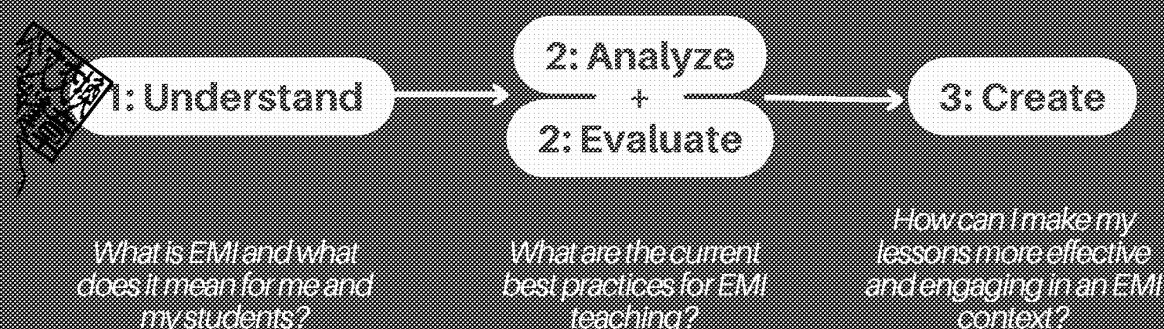 1: Understand
2: Analyze
+
2: Evaluate
3: Create
What is EMI and what
does it mean for me and
my students?
What are the current
best practices for EMI
teaching?
How can I make my
lessons more effective
and engaging in an EMI
context?